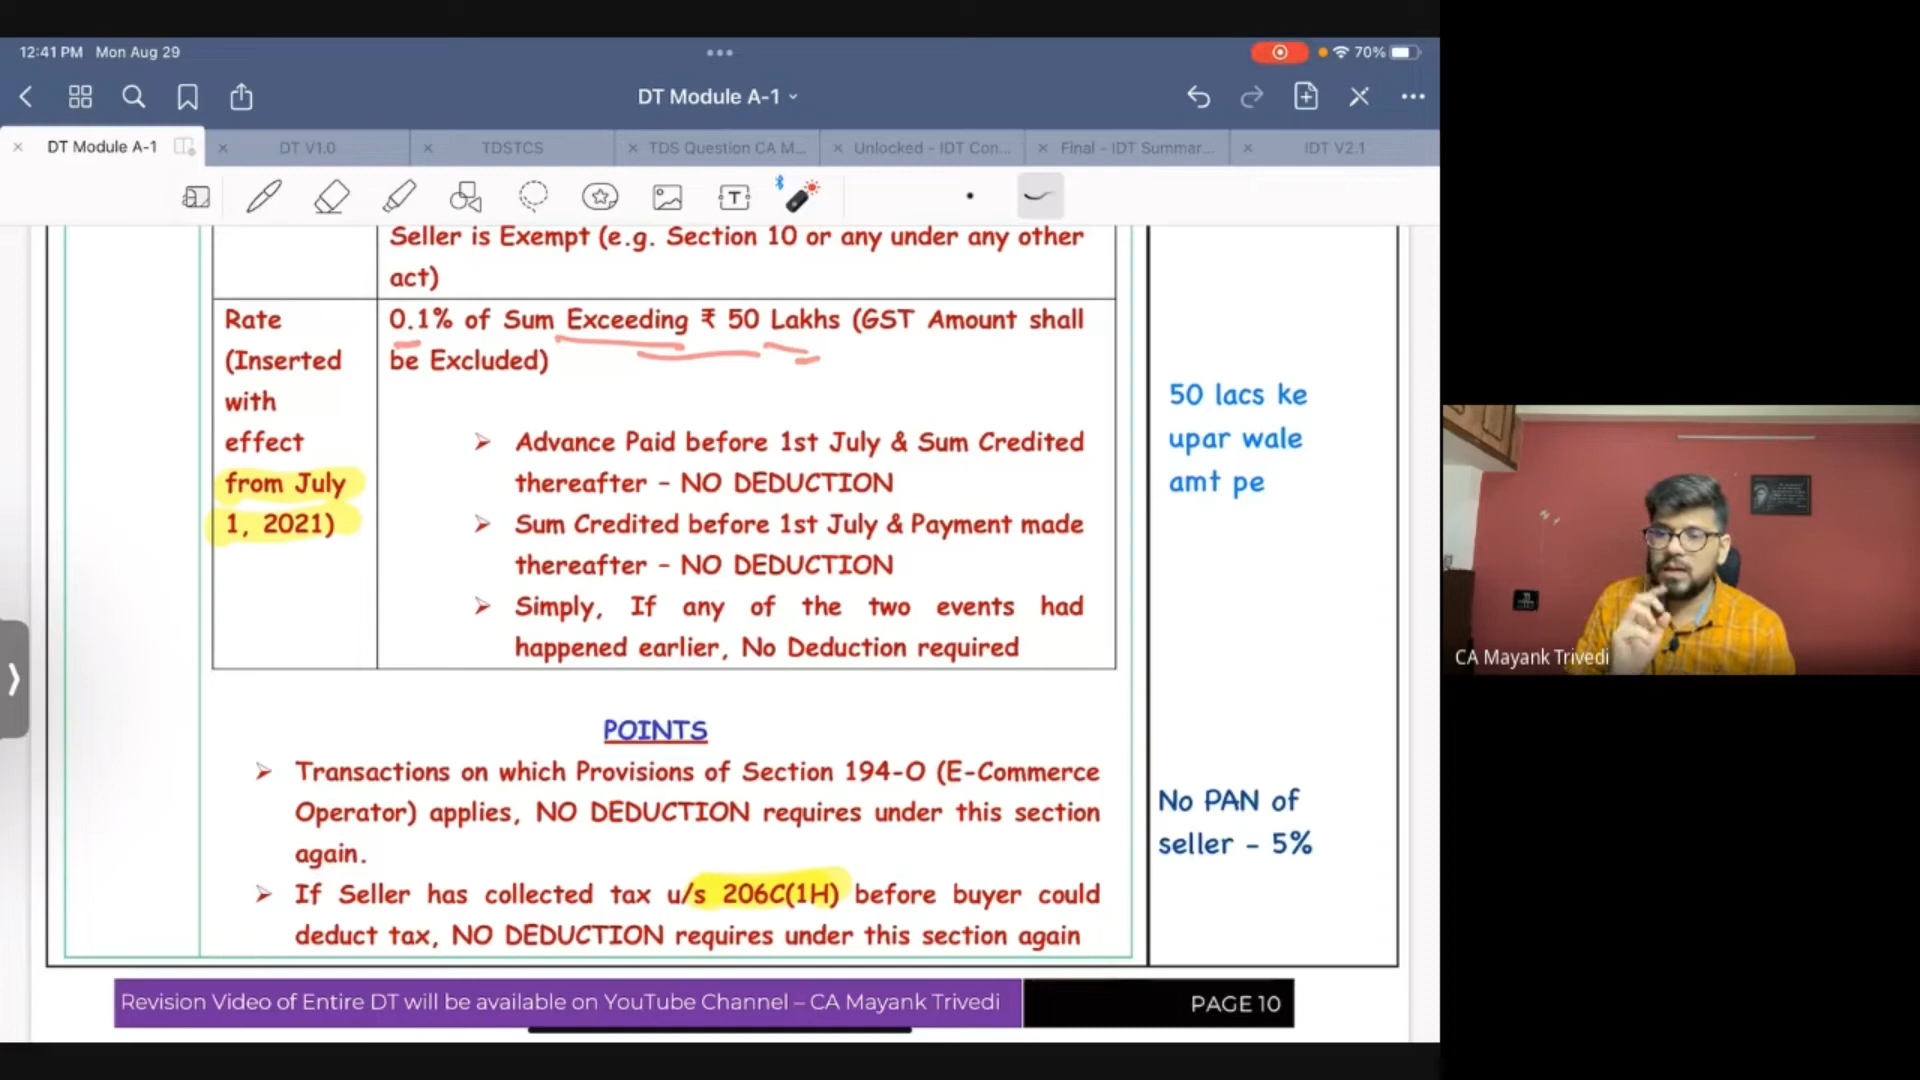 12:41 PM Mon Aug 29
70%
DT Module A-1
DT Module A-1
DT V1.0
TDSTCS
TDS Question CA M...
Unlocked - IDT Con...
Final - IDT Summar...
IDT V2.1
Seller is Exempt (e.g. Section 10 or any under any other
act)
Rate
(Inserted
with
effect
from July
1, 2021)
0.1% of Sum Exceeding ₹ 50 Lakhs (GST Amount shall
be Excluded)
➢ Advance Paid before 1st July & Sum Credited
thereafter - NO DEDUCTION
➢ Sum Credited before 1st July & Payment made
thereafter - NO DEDUCTION
➢ Simply, If any of the two events had
happened earlier, No Deduction required
50 lacs ke
upar wale
amt pe
POINTS
➢ Transactions on which Provisions of Section 194-O (E-Commerce
Operator) applies, NO DEDUCTION requires under this section
again.
➢ If Seller has collected tax u/s 206C(1H) before buyer could
deduct tax, NO DEDUCTION requires under this section again
No PAN of
seller - 5%
Revision Video of Entire DT will be available on YouTube Channel – CA Mayank Trivedi
PAGE 10
CA Mayank Trivedi